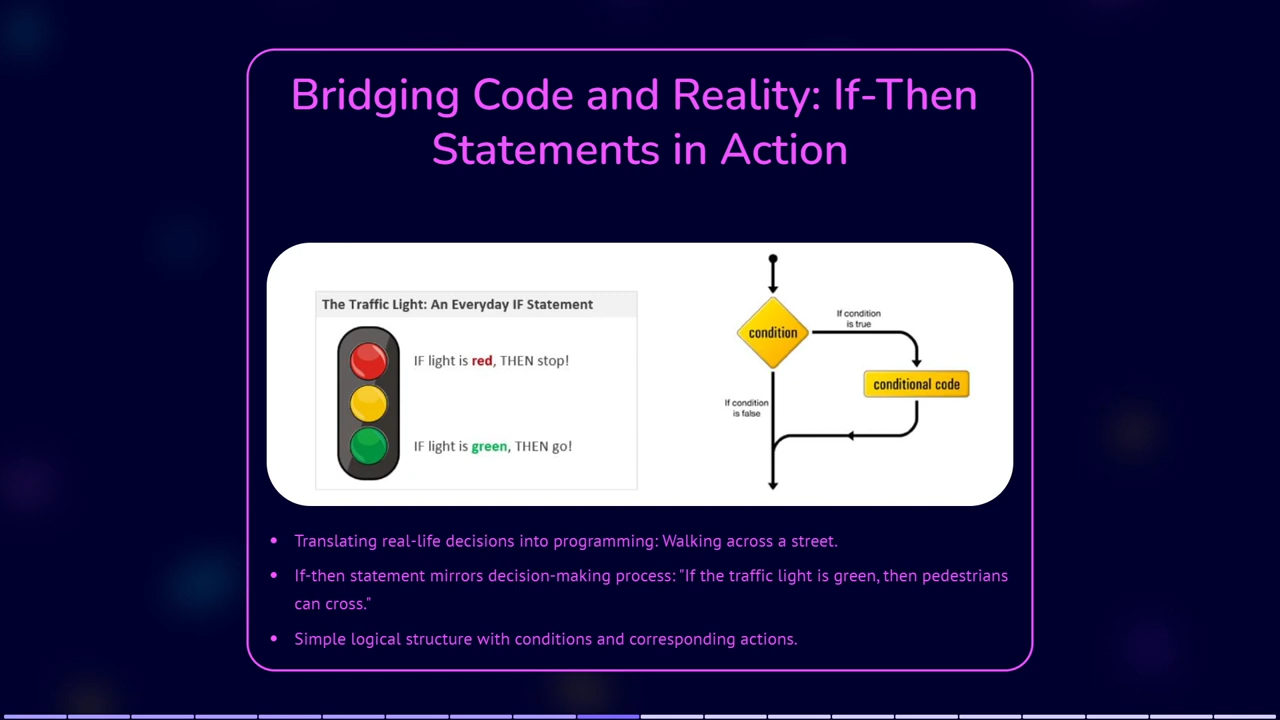 Bridging Code and Reality: If-Then
Statements in Action
The Traffic Light: An Everyday IF Statement
IF light is red, THEN stop!
IF light is green, THEN go!
condition
If condition
is true
conditional code
If condition
is false
• Translating real-life decisions into programming: Walking across a street.
• If-then statement mirrors decision-making process: "If the traffic light is green, then pedestrians
can cross."
• Simple logical structure with conditions and corresponding actions.